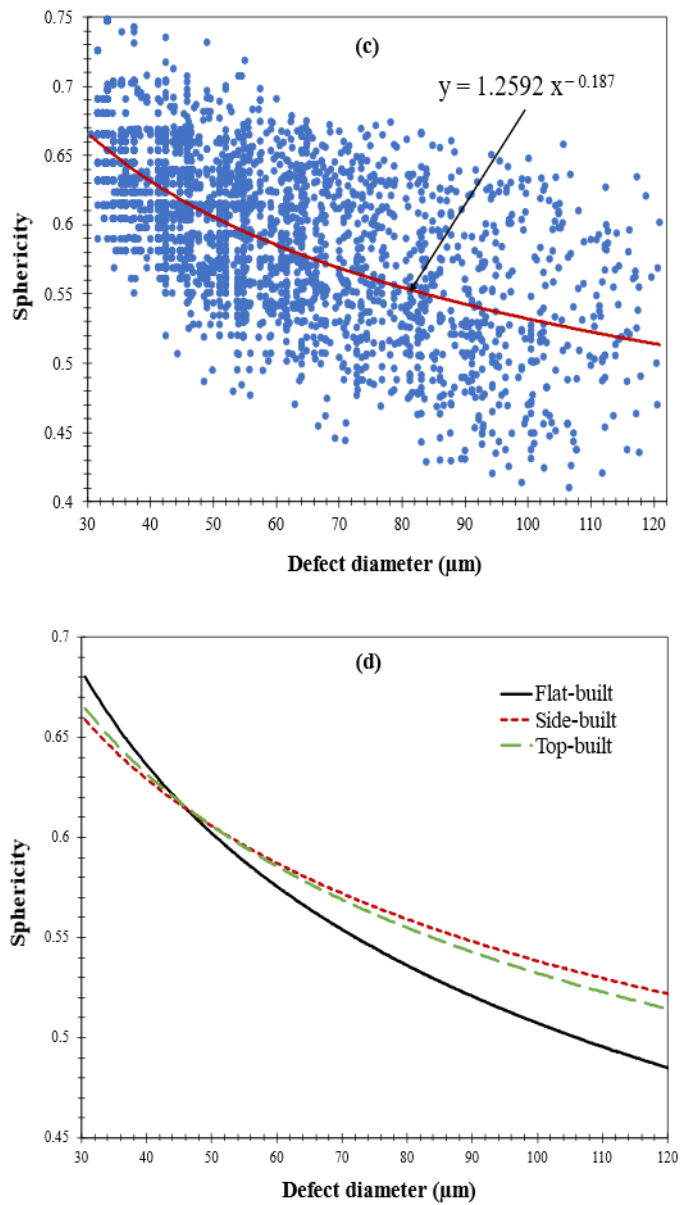 (c)
y = 1.2592 x^−0.187
0.75
0.7
0.65
0.6
0.55
0.5
0.45
0.4
Sphericity
30 40 50 60 70 80 90 100 110 120
Defect diameter (µm)
(d)
Flat-built
Side-built
Top-built
0.7
0.65
0.6
0.55
0.5
0.45
Sphericity
30 40 50 60 70 80 90 100 110 120
Defect diameter (µm)